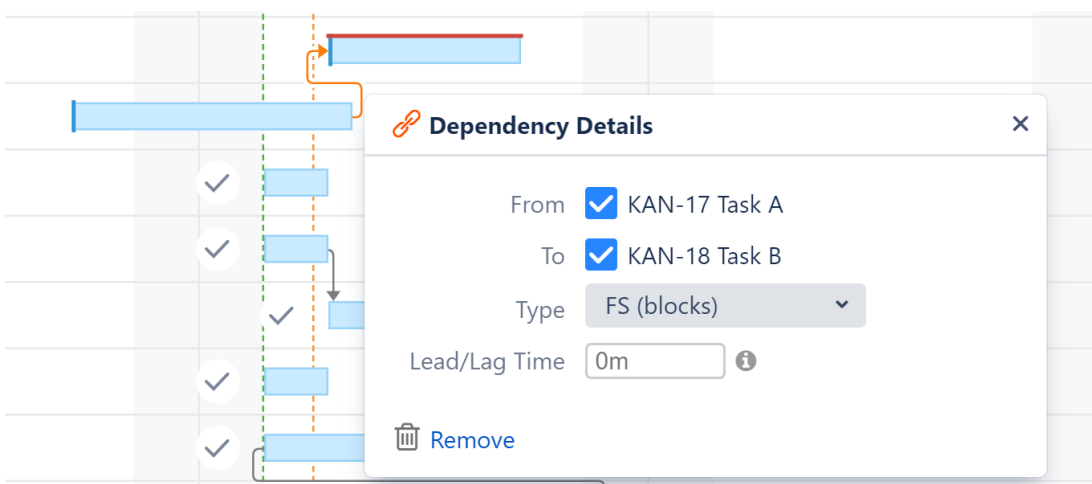 Dependency Details
From KAN-17 Task A
To KAN-18 Task B
Type FS (blocks)
Lead/Lag Time 0m
Remove